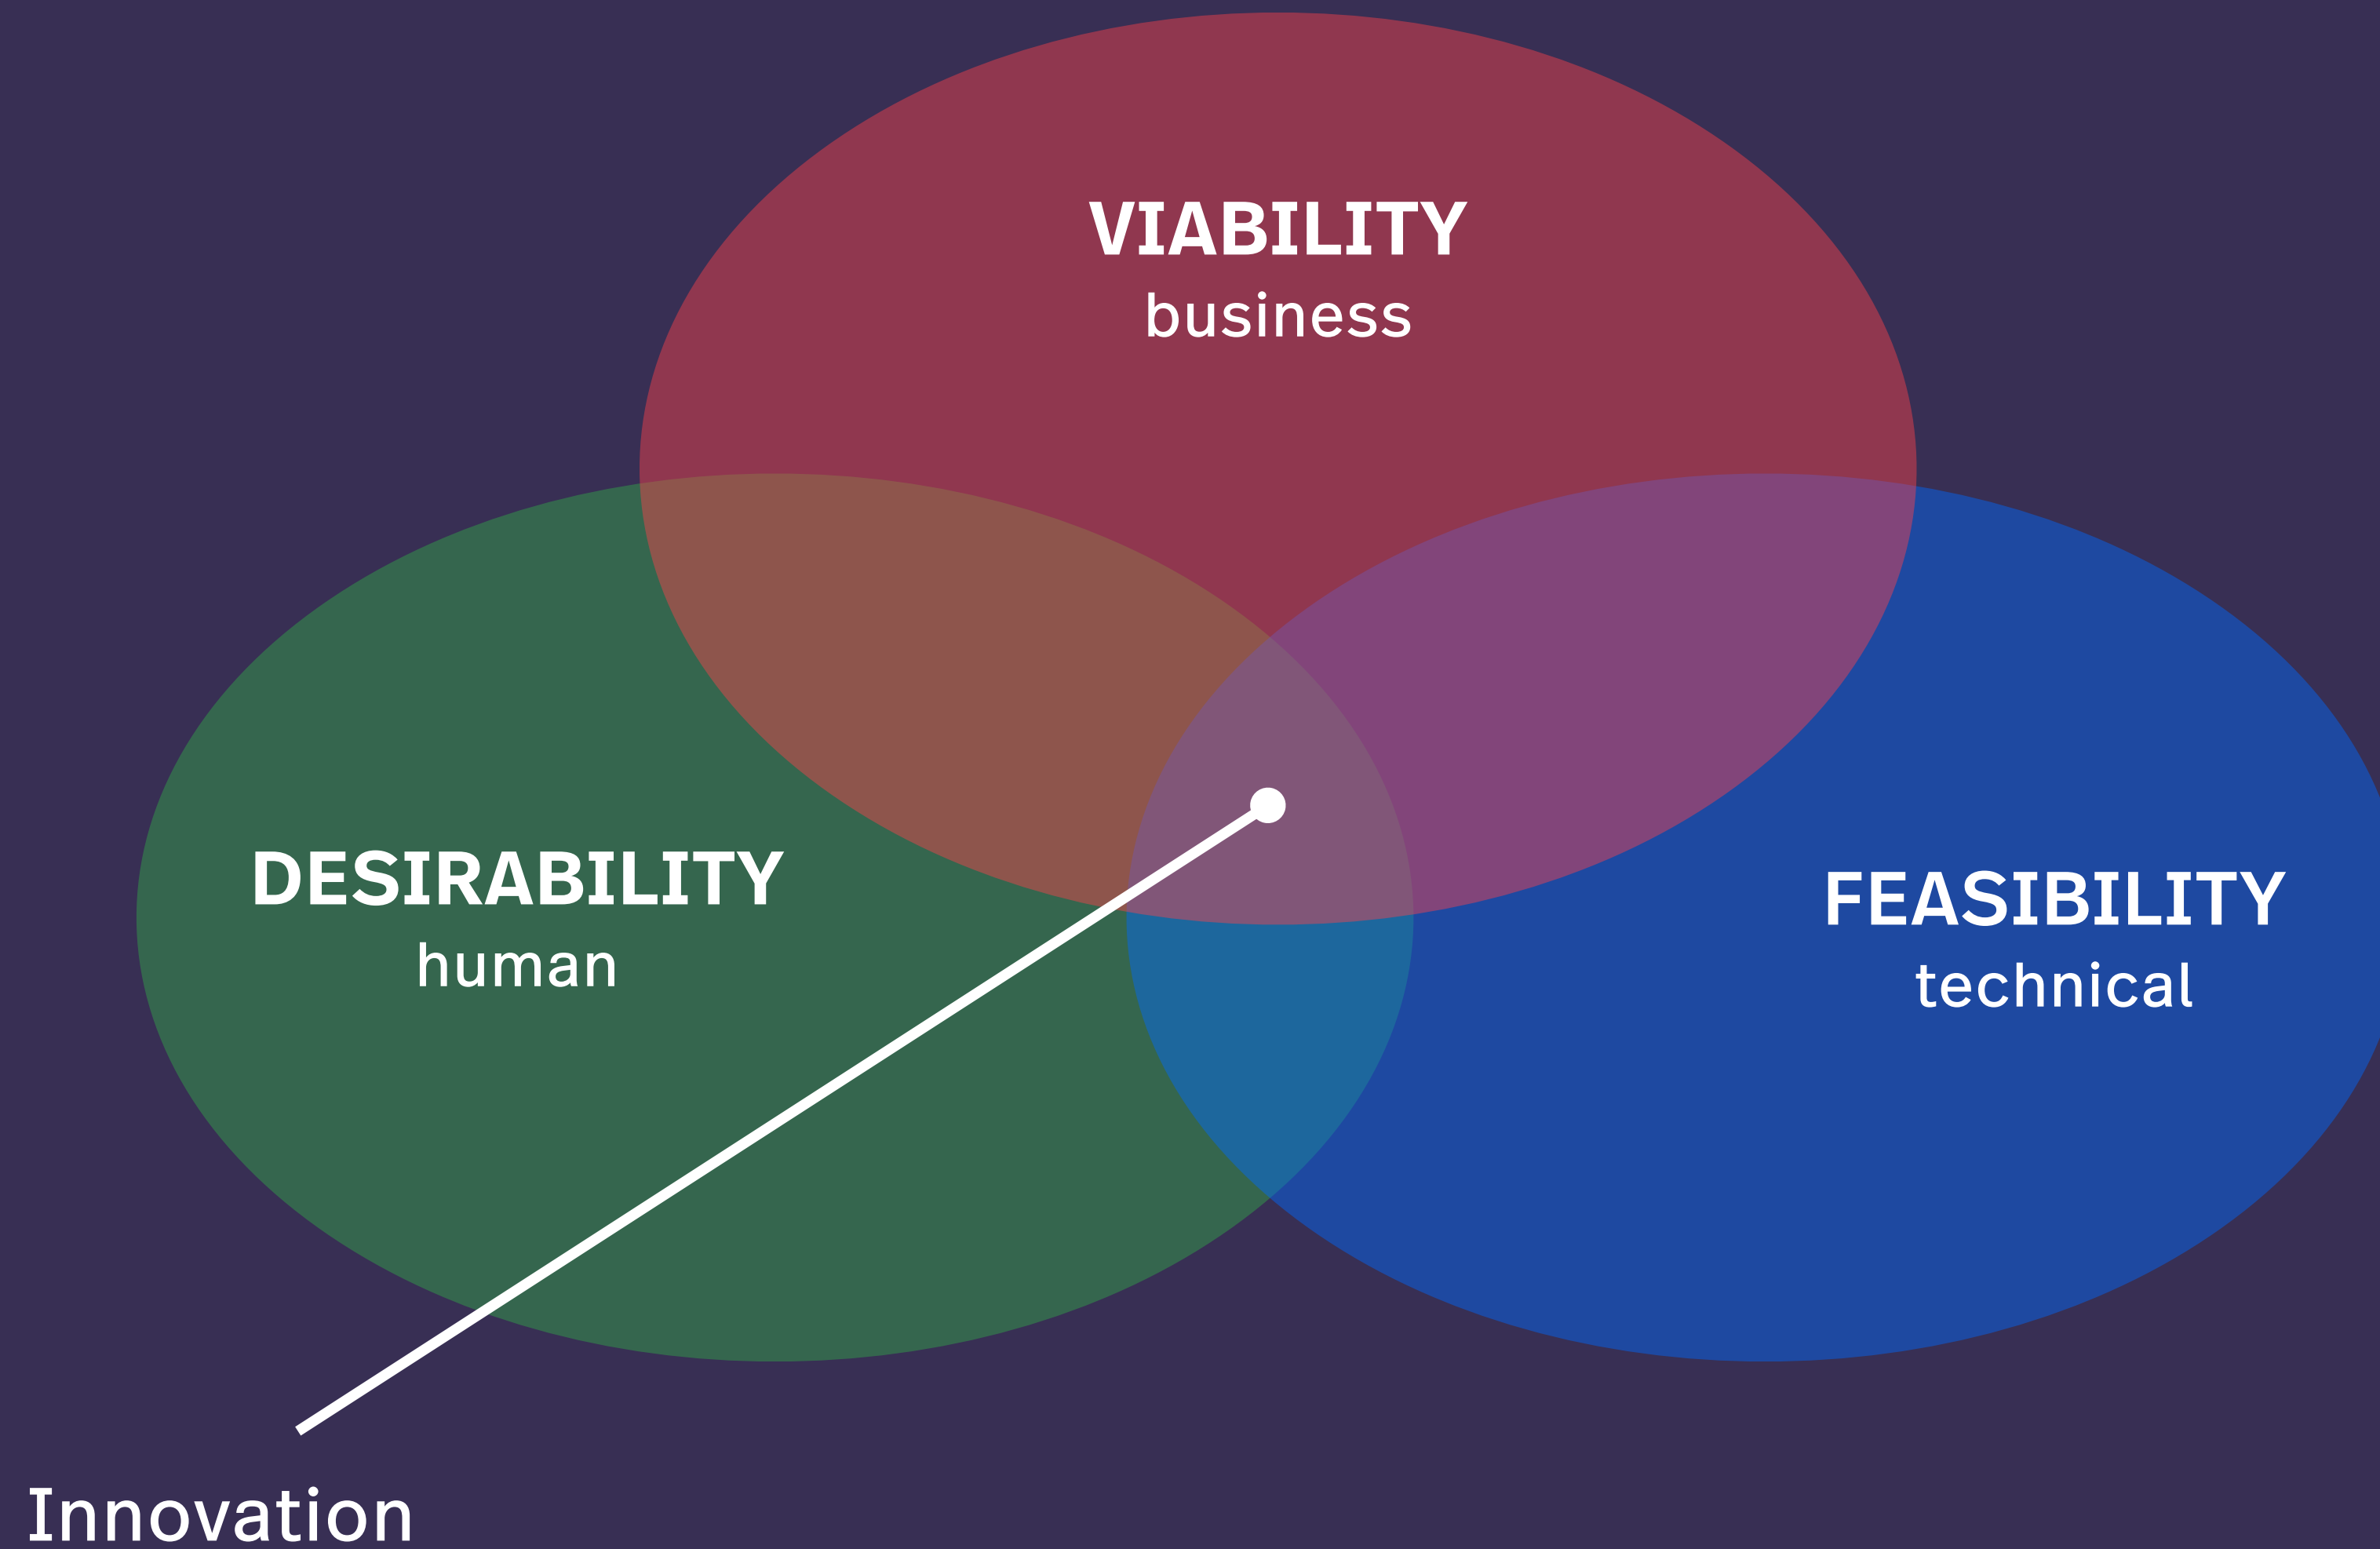 VIABILITY
business
DESIRABILITY
human
FEASIBILITY
technical
Innovation